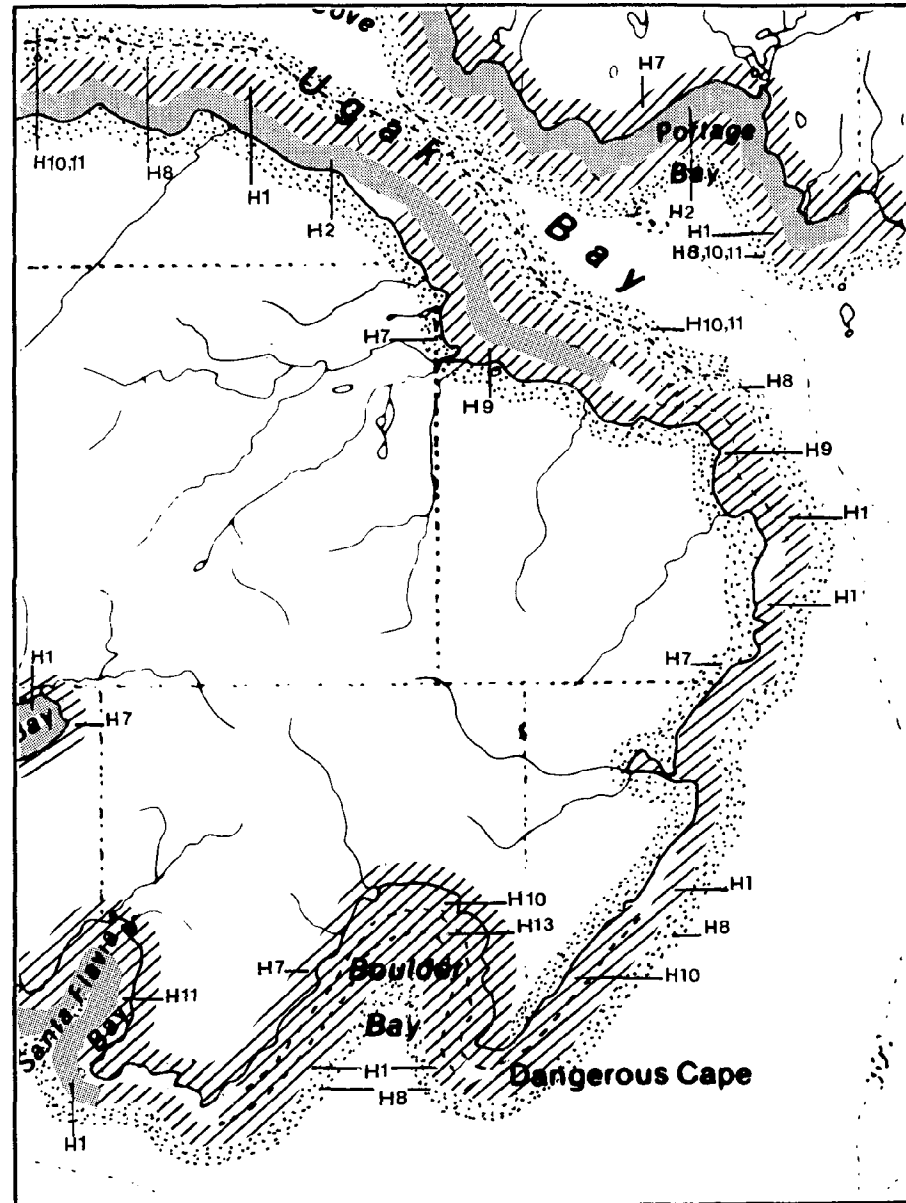 Cove
Ugak
Bay
H7
Portage
Bay
H10,11
H8
H1
H2
H2
H1
H8,10,11
H10,11
H7
H8
H9
H9
H1
H1
H7
H1
Bay
H7
H1
H10
H13
H8
H7
Boulder
H10
Santa Flavia
Bay
H11
Bay
H1
Dangerous Cape
H8
H1